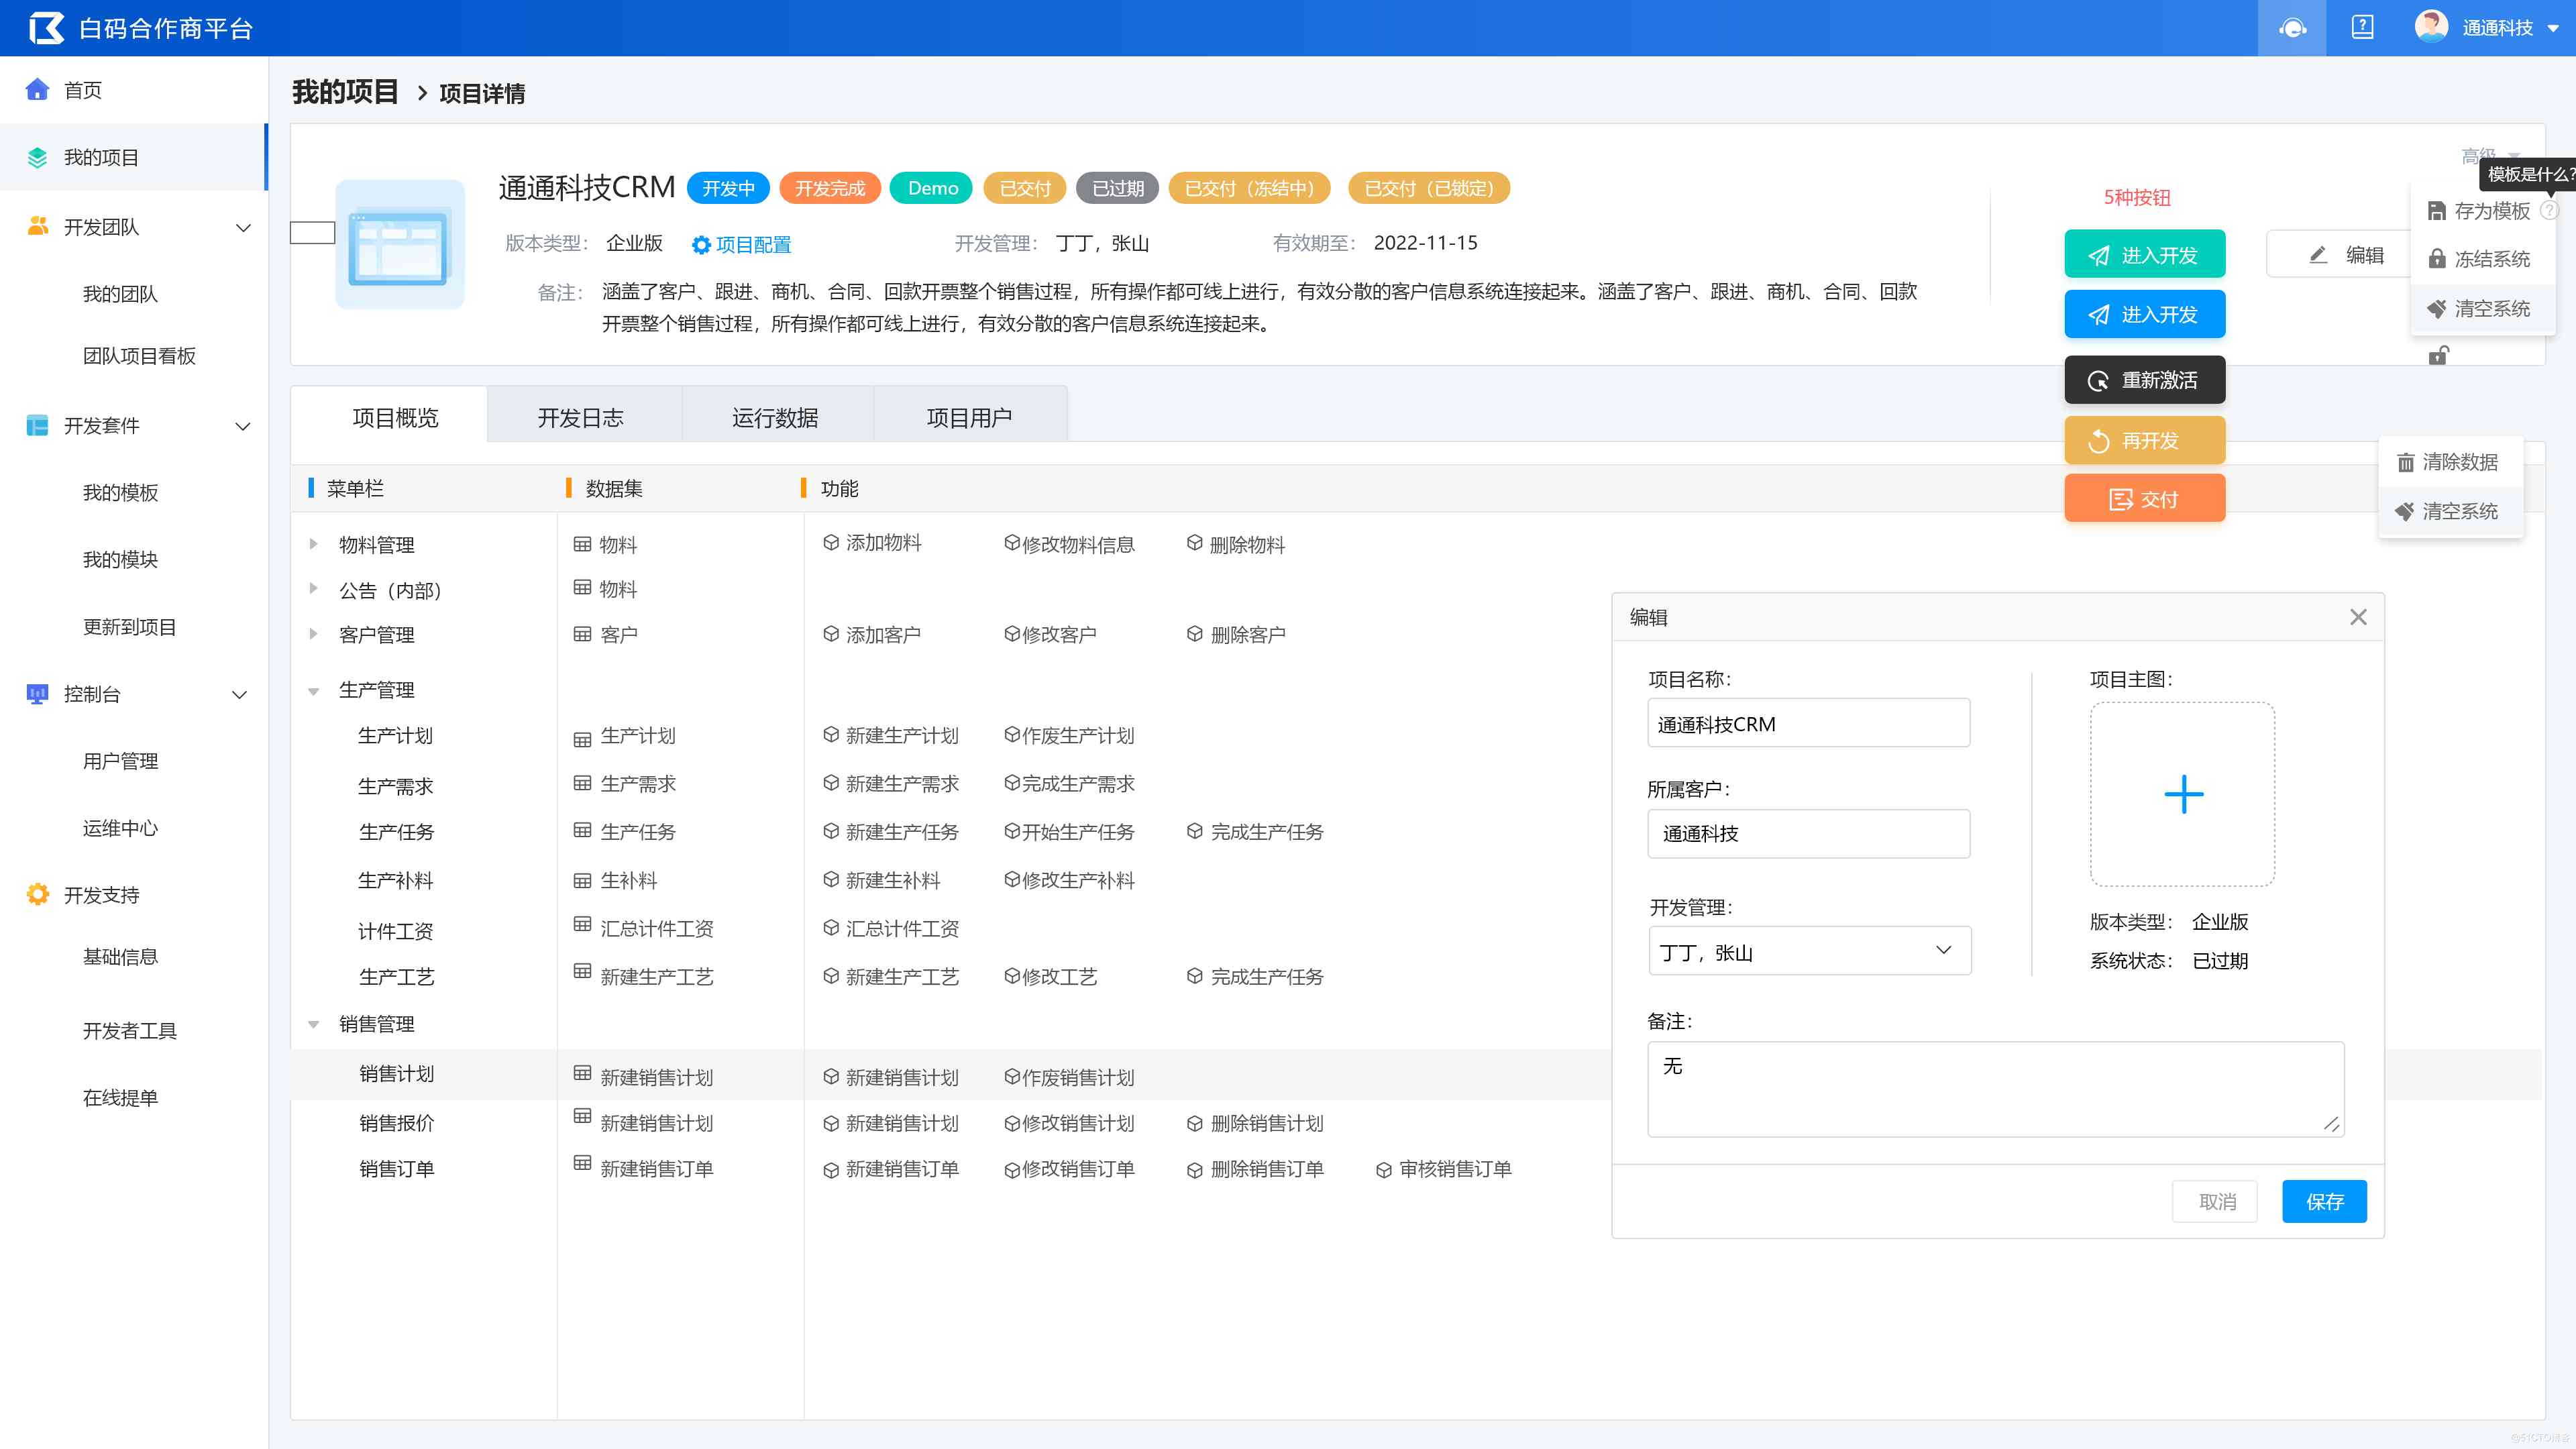 白码合作商平台
通通科技
首页
我的项目
开发团队
我的团队
团队项目看板
开发套件
我的模板
我的模块
更新到项目
控制台
用户管理
运维中心
开发支持
基础信息
开发者工具
在线提单
我的项目 > 项目详情
高级
模板是什么?
通通科技CRM 开发中 开发完成 Demo 已交付 已过期 已交付（冻结中） 已交付（已锁定）
版本类型： 企业版 项目配置 开发管理： 丁丁，张山 有效期至： 2022-11-15
备注： 涵盖了客户、跟进、商机、合同、回款开票整个销售过程，所有操作都可线上进行，有效分散的客户信息系统连接起来。涵盖了客户、跟进、商机、合同、回款
开票整个销售过程，所有操作都可线上进行，有效分散的客户信息系统连接起来。
5种按钮
进入开发
进入开发
重新激活
再开发
交付
编辑
存为模板
冻结系统
清空系统
清除数据
清空系统
项目概览 开发日志 运行数据 项目用户
菜单栏 数据集 功能
物料管理 物料 添加物料 修改物料信息 删除物料
公告（内部） 物料
客户管理 客户 添加客户 修改客户 删除客户
生产管理
生产计划 生产计划 新建生产计划 作废生产计划
生产需求 生产需求 新建生产需求 完成生产需求
生产任务 生产任务 新建生产任务 开始生产任务 完成生产任务
生产补料 生补料 新建生补料 修改生产补料
计件工资 汇总计件工资 汇总计件工资
生产工艺 新建生产工艺 新建生产工艺 修改工艺 完成生产任务
销售管理
销售计划 新建销售计划 新建销售计划 作废销售计划
销售报价 新建销售计划 新建销售计划 修改销售计划 删除销售计划
销售订单 新建销售订单 新建销售订单 修改销售订单 删除销售订单 审核销售订单
编辑
项目名称：
通通科技CRM
所属客户：
通通科技
开发管理：
丁丁，张山
项目主图：
版本类型： 企业版
系统状态： 已过期
备注：
无
取消 保存
@51CTO博客